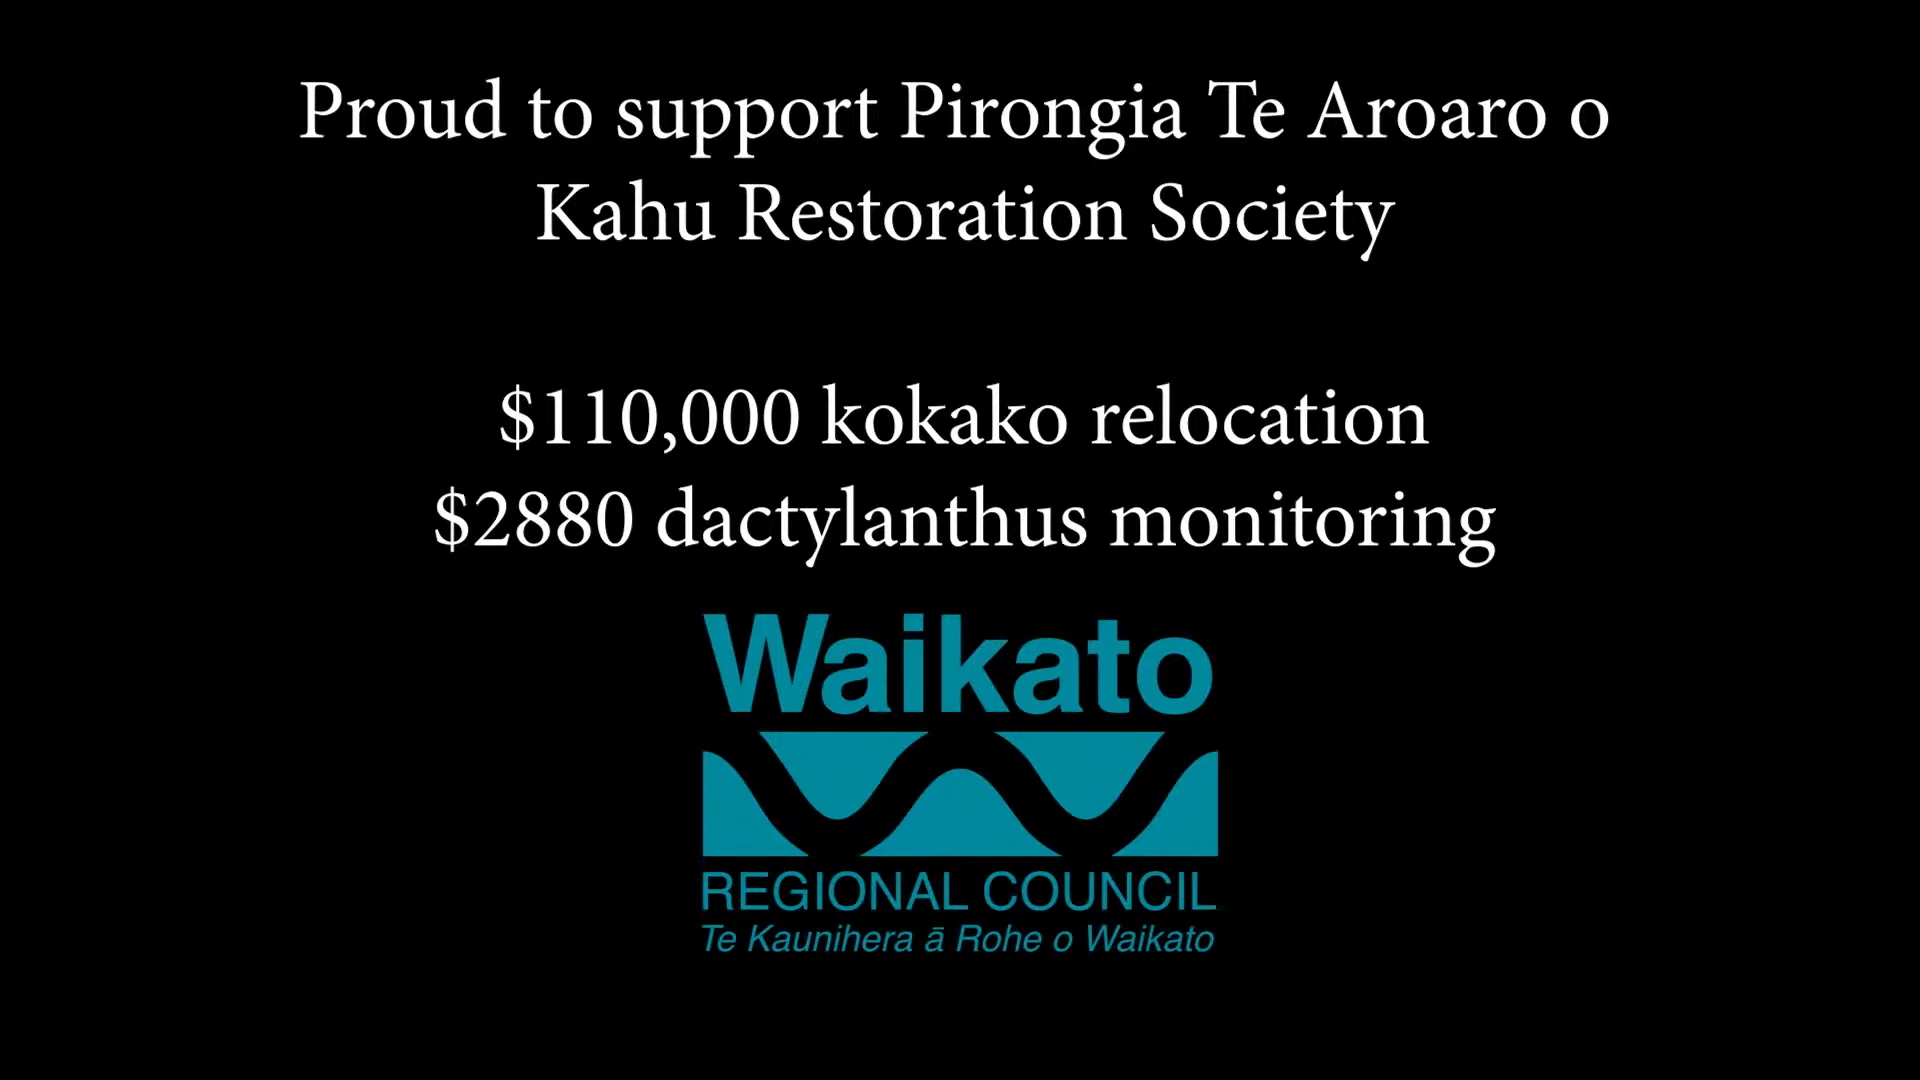 Proud to support Pirongia Te Aroaro o
Kahu Restoration Society
$110,000 kokako relocation
$2880 dactylanthus monitoring
Waikato
REGIONAL COUNCIL
Te Kaunihera ā Rohe o Waikato